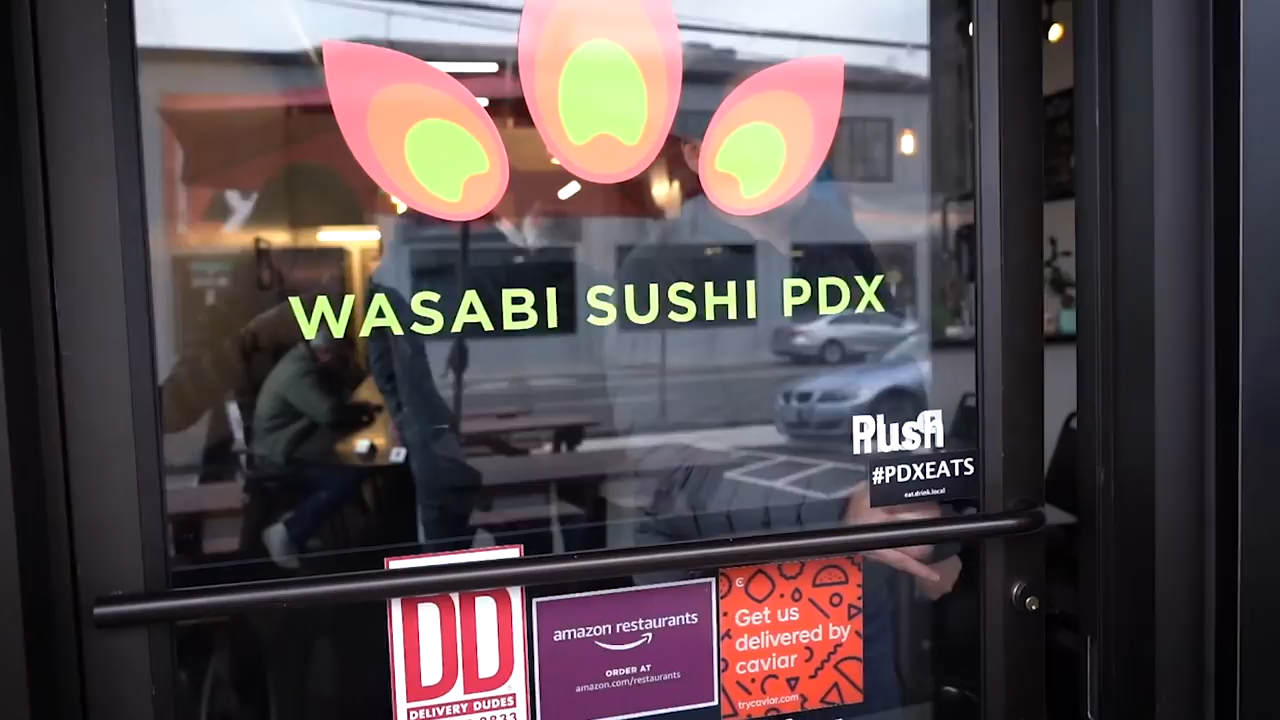 WASABI SUSHI PDX
Plush
#PDXEATS
eat.drink.local
DD
DELIVERY DUDES
amazon restaurants
ORDER AT
amazon.com/restaurants
Get us
delivered by
caviar
trycaviar.com